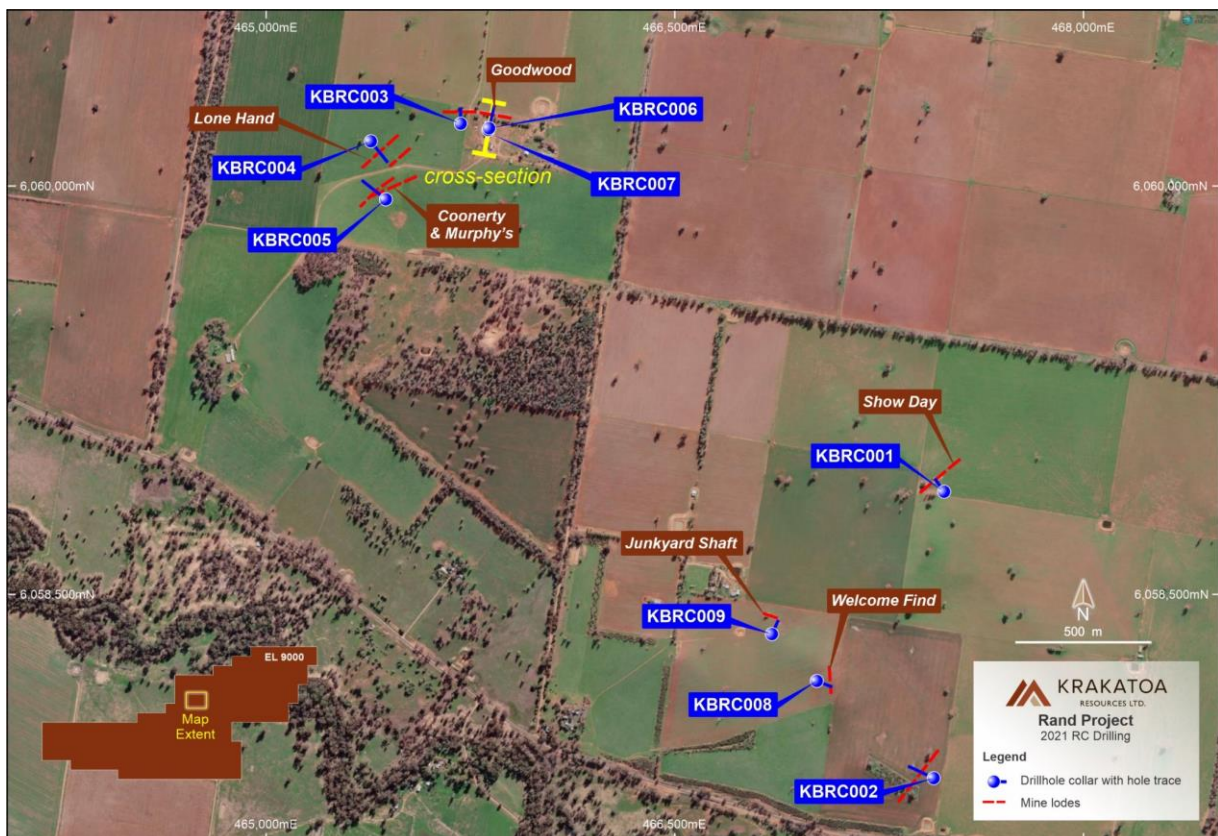 465,000mE
466,500mE
468,000mE
Goodwood
KBRC003
KBRC006
Lone Hand
KBRC004
KBRC007
cross-section
6,060,000mN
6,060,000mN
Coonerty
& Murphy's
KBRC005
Show Day
KBRC001
Junkyard Shaft
Welcome Find
6,058,500mN
6,058,500mN
N
500 m
KBRC009
EL 9000
Map
Extent
KBRC008
KBRC002
KRAKATOA
RESOURCES LTD.
Rand Project
2021 RC Drilling
Legend
Drillhole collar with hole trace
Mine lodes
465,000mE
466,500mE